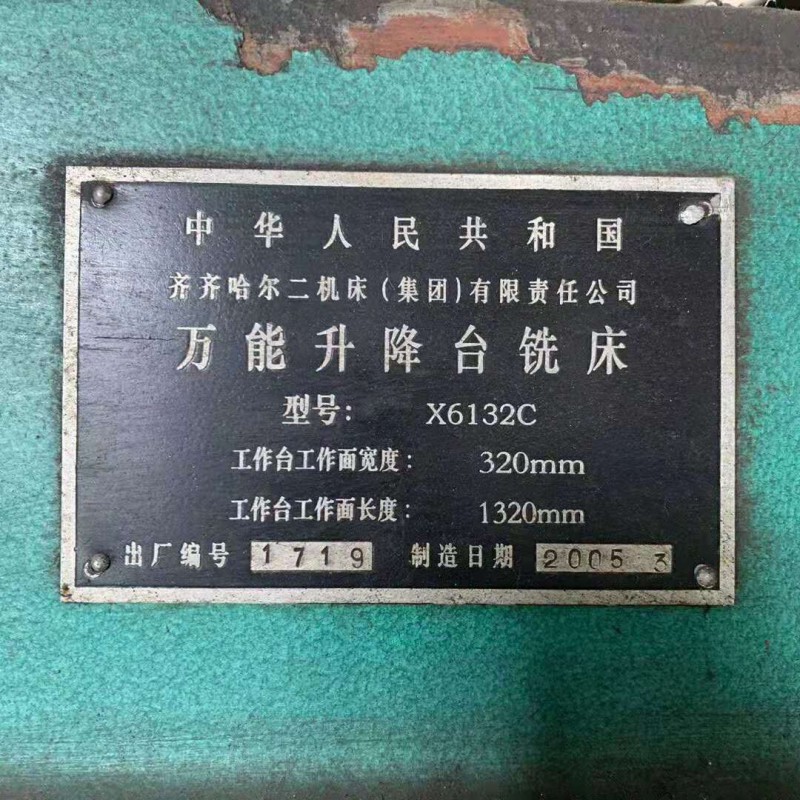 中华人民共和国
齐齐哈尔二机床(集团)有限责任公司
万能升降台铣床
型号: X6132C
工作台工作面宽度: 320mm
工作台工作面长度: 1320mm
出厂编号 1719 制造日期 2005 3